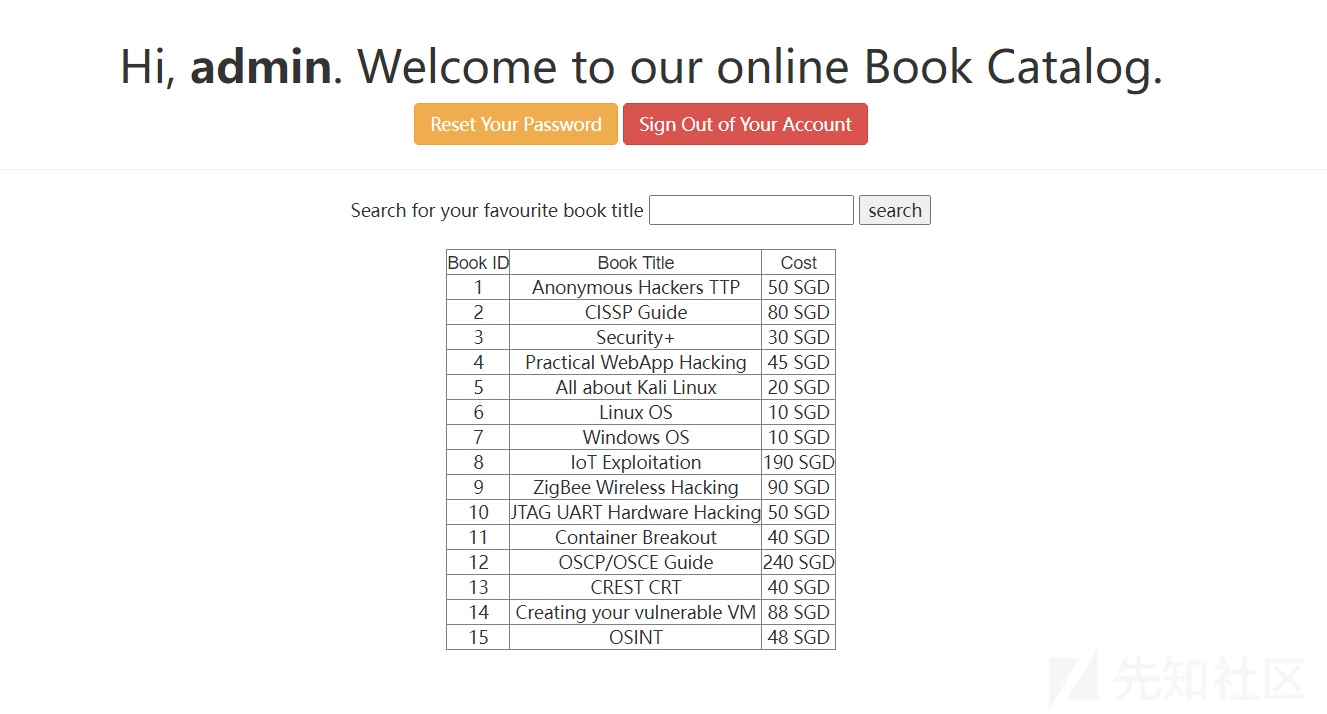 Hi, admin. Welcome to our online Book Catalog.
Reset Your Password Sign Out of Your Account
Search for your favourite book title search
Book ID Book Title Cost
1 Anonymous Hackers TTP 50 SGD
2 CISSP Guide 80 SGD
3 Security+ 30 SGD
4 Practical WebApp Hacking 45 SGD
5 All about Kali Linux 20 SGD
6 Linux OS 10 SGD
7 Windows OS 10 SGD
8 IoT Exploitation 190 SGD
9 ZigBee Wireless Hacking 90 SGD
10 JTAG UART Hardware Hacking 50 SGD
11 Container Breakout 40 SGD
12 OSCP/OSCE Guide 240 SGD
13 CREST CRT 40 SGD
14 Creating your vulnerable VM 88 SGD
15 OSINT 48 SGD
先知社区